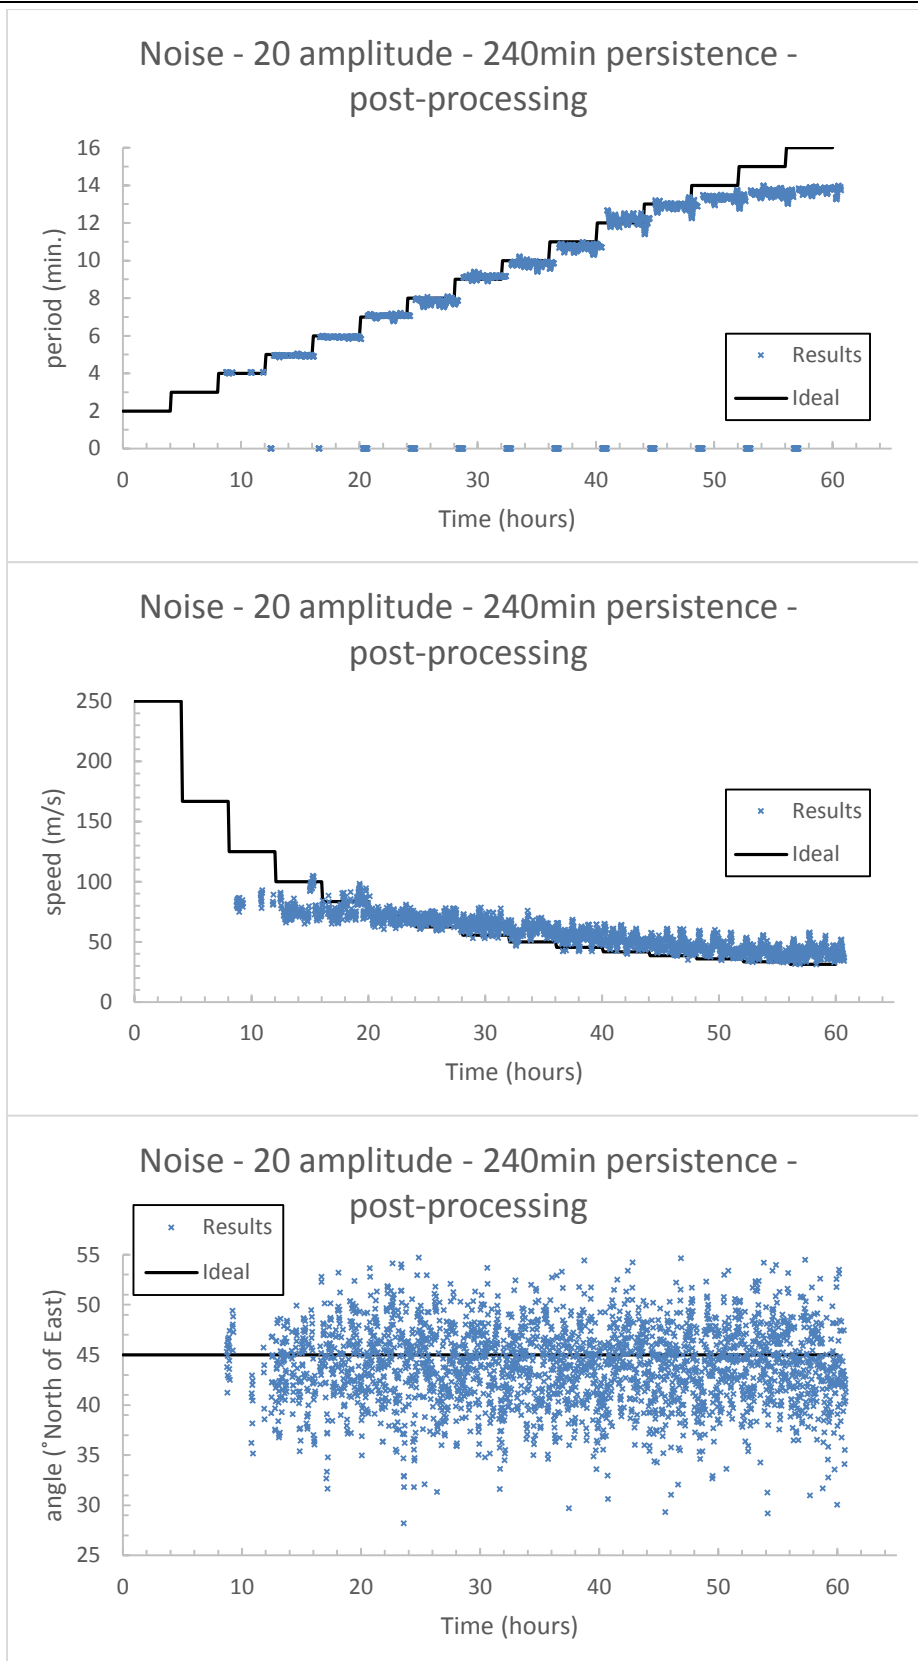 Noise - 20 amplitude - 240min persistence -
post-processing
16
14
12
10
8
6
4
2
0
period (min.)
Results
Ideal
0 10 20 30 40 50 60
Time (hours)
Noise - 20 amplitude - 240min persistence -
post-processing
250
200
150
100
50
0
speed (m/s)
Results
Ideal
0 10 20 30 40 50 60
Time (hours)
Noise - 20 amplitude - 240min persistence -
post-processing
Results
Ideal
55
50
45
40
35
30
25
angle (˚North of East)
0 10 20 30 40 50 60
Time (hours)